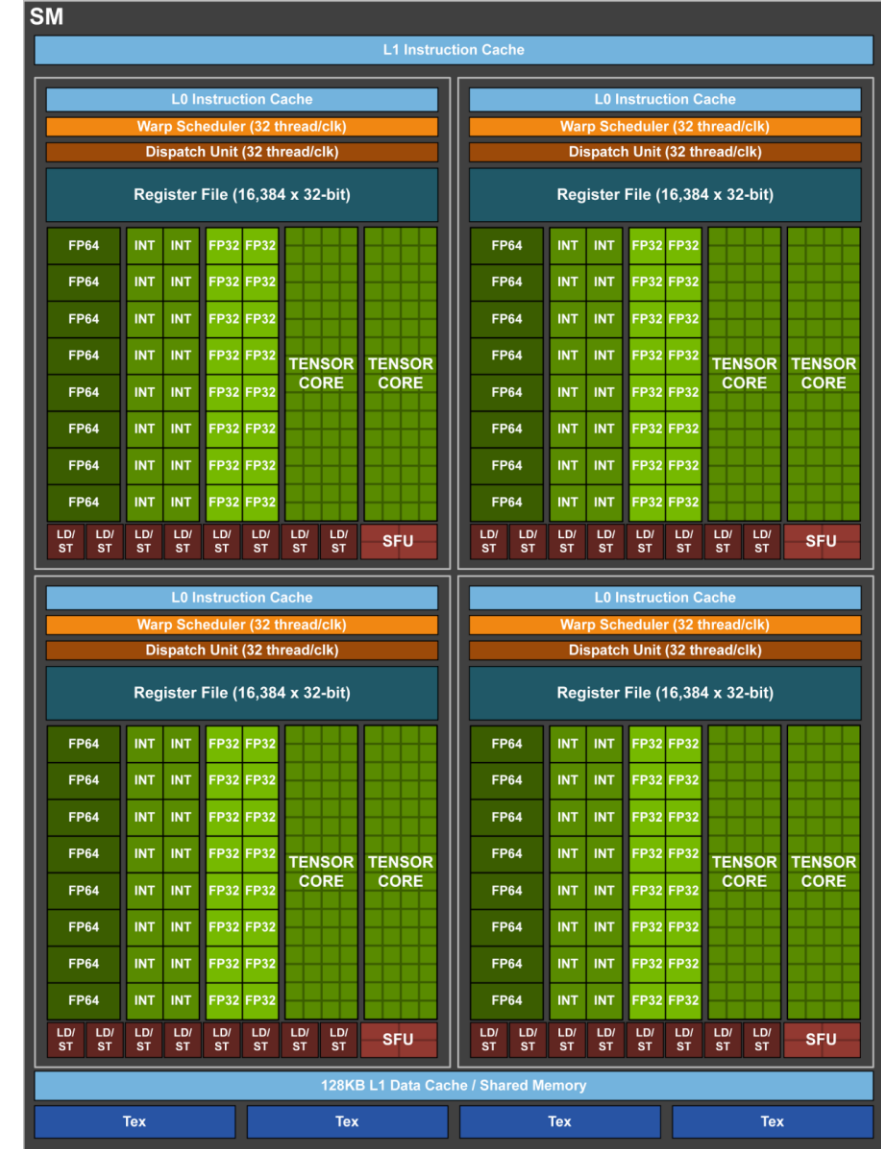 SM
L1 Instruction Cache
L0 Instruction Cache
Warp Scheduler (32 thread/clk)
Dispatch Unit (32 thread/clk)
Register File (16,384 x 32-bit)
FP64 INT INT FP32 FP32
FP64 INT INT FP32 FP32
FP64 INT INT FP32 FP32
FP64 INT INT FP32 FP32
TENSOR CORE TENSOR CORE
FP64 INT INT FP32 FP32
FP64 INT INT FP32 FP32
FP64 INT INT FP32 FP32
FP64 INT INT FP32 FP32
LD/ST LD/ST LD/ST LD/ST LD/ST LD/ST LD/ST LD/ST SFU
L0 Instruction Cache
Warp Scheduler (32 thread/clk)
Dispatch Unit (32 thread/clk)
Register File (16,384 x 32-bit)
FP64 INT INT FP32 FP32
FP64 INT INT FP32 FP32
FP64 INT INT FP32 FP32
FP64 INT INT FP32 FP32
TENSOR CORE TENSOR CORE
FP64 INT INT FP32 FP32
FP64 INT INT FP32 FP32
FP64 INT INT FP32 FP32
FP64 INT INT FP32 FP32
LD/ST LD/ST LD/ST LD/ST LD/ST LD/ST LD/ST LD/ST SFU
L0 Instruction Cache
Warp Scheduler (32 thread/clk)
Dispatch Unit (32 thread/clk)
Register File (16,384 x 32-bit)
FP64 INT INT FP32 FP32
FP64 INT INT FP32 FP32
FP64 INT INT FP32 FP32
FP64 INT INT FP32 FP32
TENSOR CORE TENSOR CORE
FP64 INT INT FP32 FP32
FP64 INT INT FP32 FP32
FP64 INT INT FP32 FP32
FP64 INT INT FP32 FP32
LD/ST LD/ST LD/ST LD/ST LD/ST LD/ST LD/ST LD/ST SFU
L0 Instruction Cache
Warp Scheduler (32 thread/clk)
Dispatch Unit (32 thread/clk)
Register File (16,384 x 32-bit)
FP64 INT INT FP32 FP32
FP64 INT INT FP32 FP32
FP64 INT INT FP32 FP32
FP64 INT INT FP32 FP32
TENSOR CORE TENSOR CORE
FP64 INT INT FP32 FP32
FP64 INT INT FP32 FP32
FP64 INT INT FP32 FP32
FP64 INT INT FP32 FP32
LD/ST LD/ST LD/ST LD/ST LD/ST LD/ST LD/ST LD/ST SFU
128KB L1 Data Cache / Shared Memory
Tex Tex Tex Tex